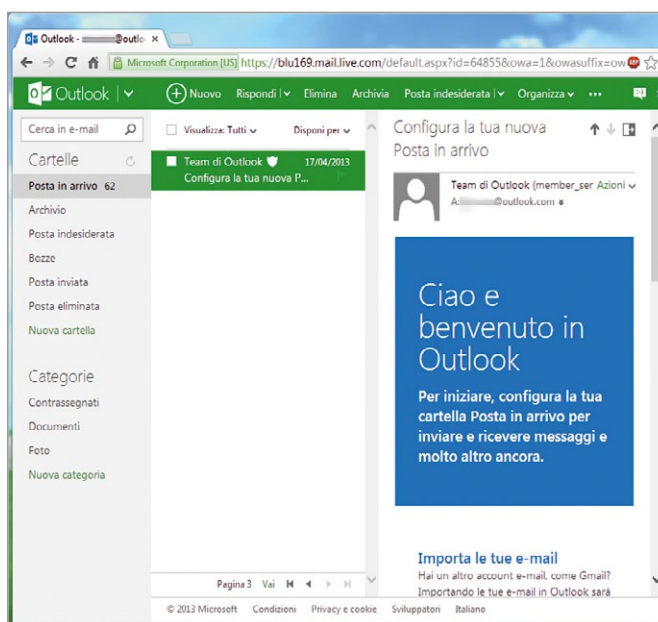 Outlook - @outlo
Microsoft Corporation [US] https://blu169.mail.live.com/default.aspx?id=64855&owa=1&owasuffix=ow
Outlook
Nuovo Rispondi Elimina Archivia Posta indesiderata Organizza ...
Cerca in e-mail
Cartelle
Posta in arrivo 62
Archivio
Posta indesiderata
Bozze
Posta inviata
Posta eliminata
Nuova cartella
Categorie
Contrassegnati
Documenti
Foto
Nuova categoria
Visualizza: Tutti Disponi per
Team di Outlook 17/04/2013
Configura la tua nuova P...
Pagina 3 Vai
Configura la tua nuova
Posta in arrivo
Team di Outlook (member_ser Azioni
A: @outlook.com
Ciao e
benvenuto in
Outlook
Per iniziare, configura la tua
cartella Posta in arrivo per
inviare e ricevere messaggi e
molto altro ancora.
Importa le tue e-mail
Hai un altro account e-mail, come Gmail?
Importando le tue e-mail in Outlook sarà
© 2013 Microsoft Condizioni Privacy e cookie Sviluppatori Italiano